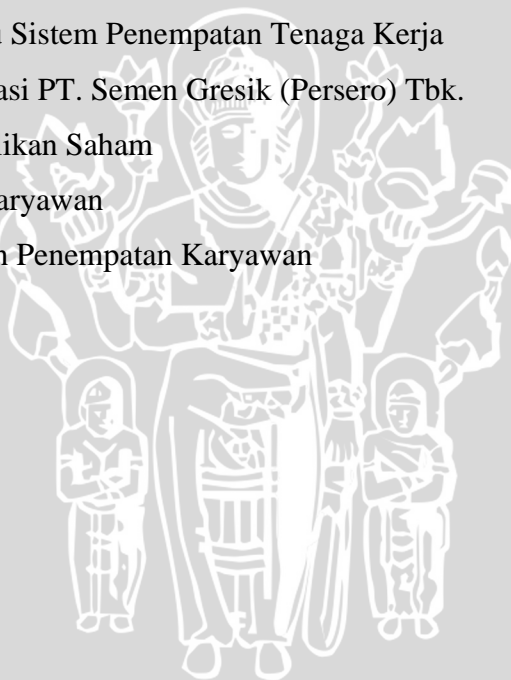 Sistem Penempatan Tenaga Kerja
asi PT. Semen Gresik (Persero) Tbk.
ikan Saham
aryawan
Penempatan Karyawan